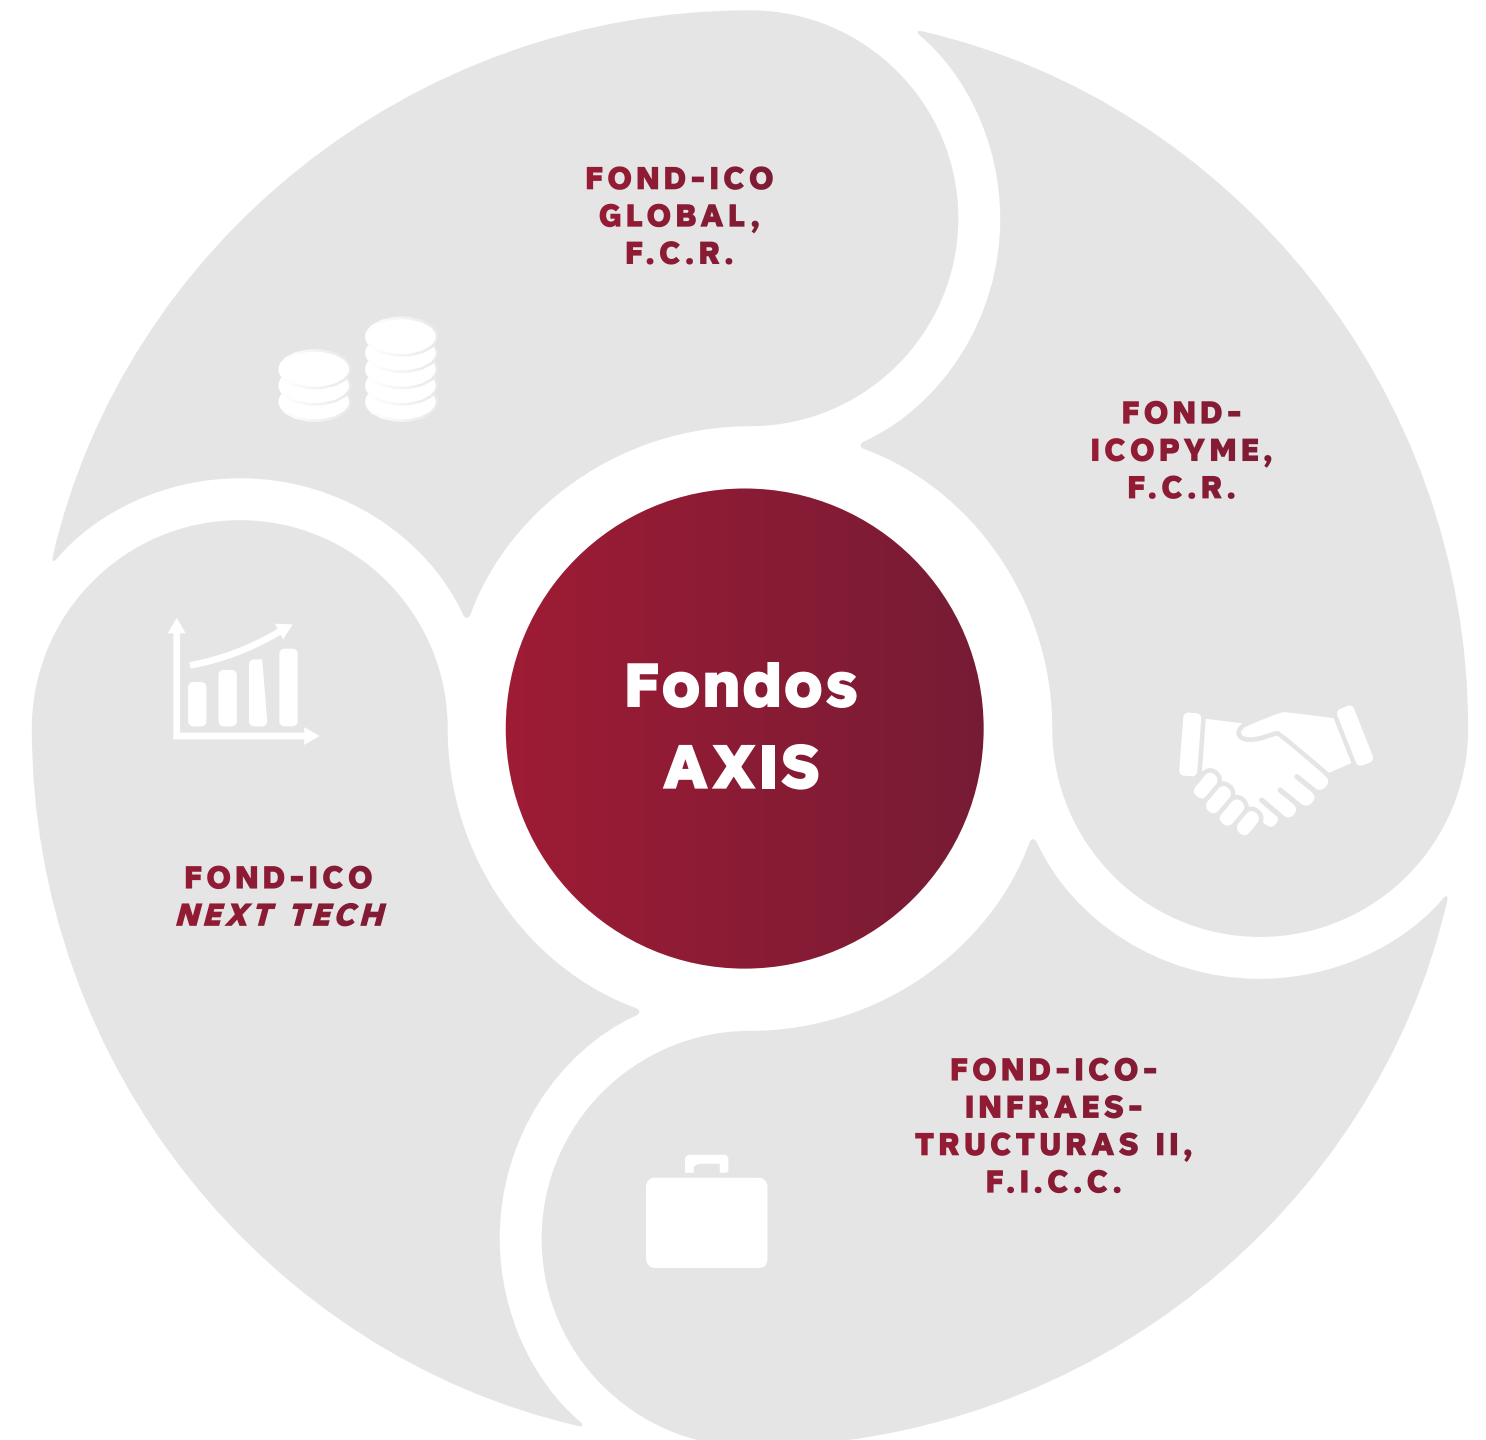 FOND-ICO
GLOBAL,
F.C.R.
FOND-
ICOPYME,
F.C.R.
Fondos
AXIS
FOND-ICO
NEXT TECH
FOND-ICO-
INFRAES-
TRUCTURAS II,
F.I.C.C.